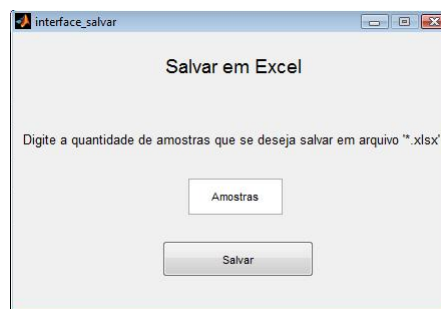 interface_salvar
Salvar em Excel
Digite a quantidade de amostras que se deseja salvar em arquivo '*.xlsx'
Amostras
Salvar